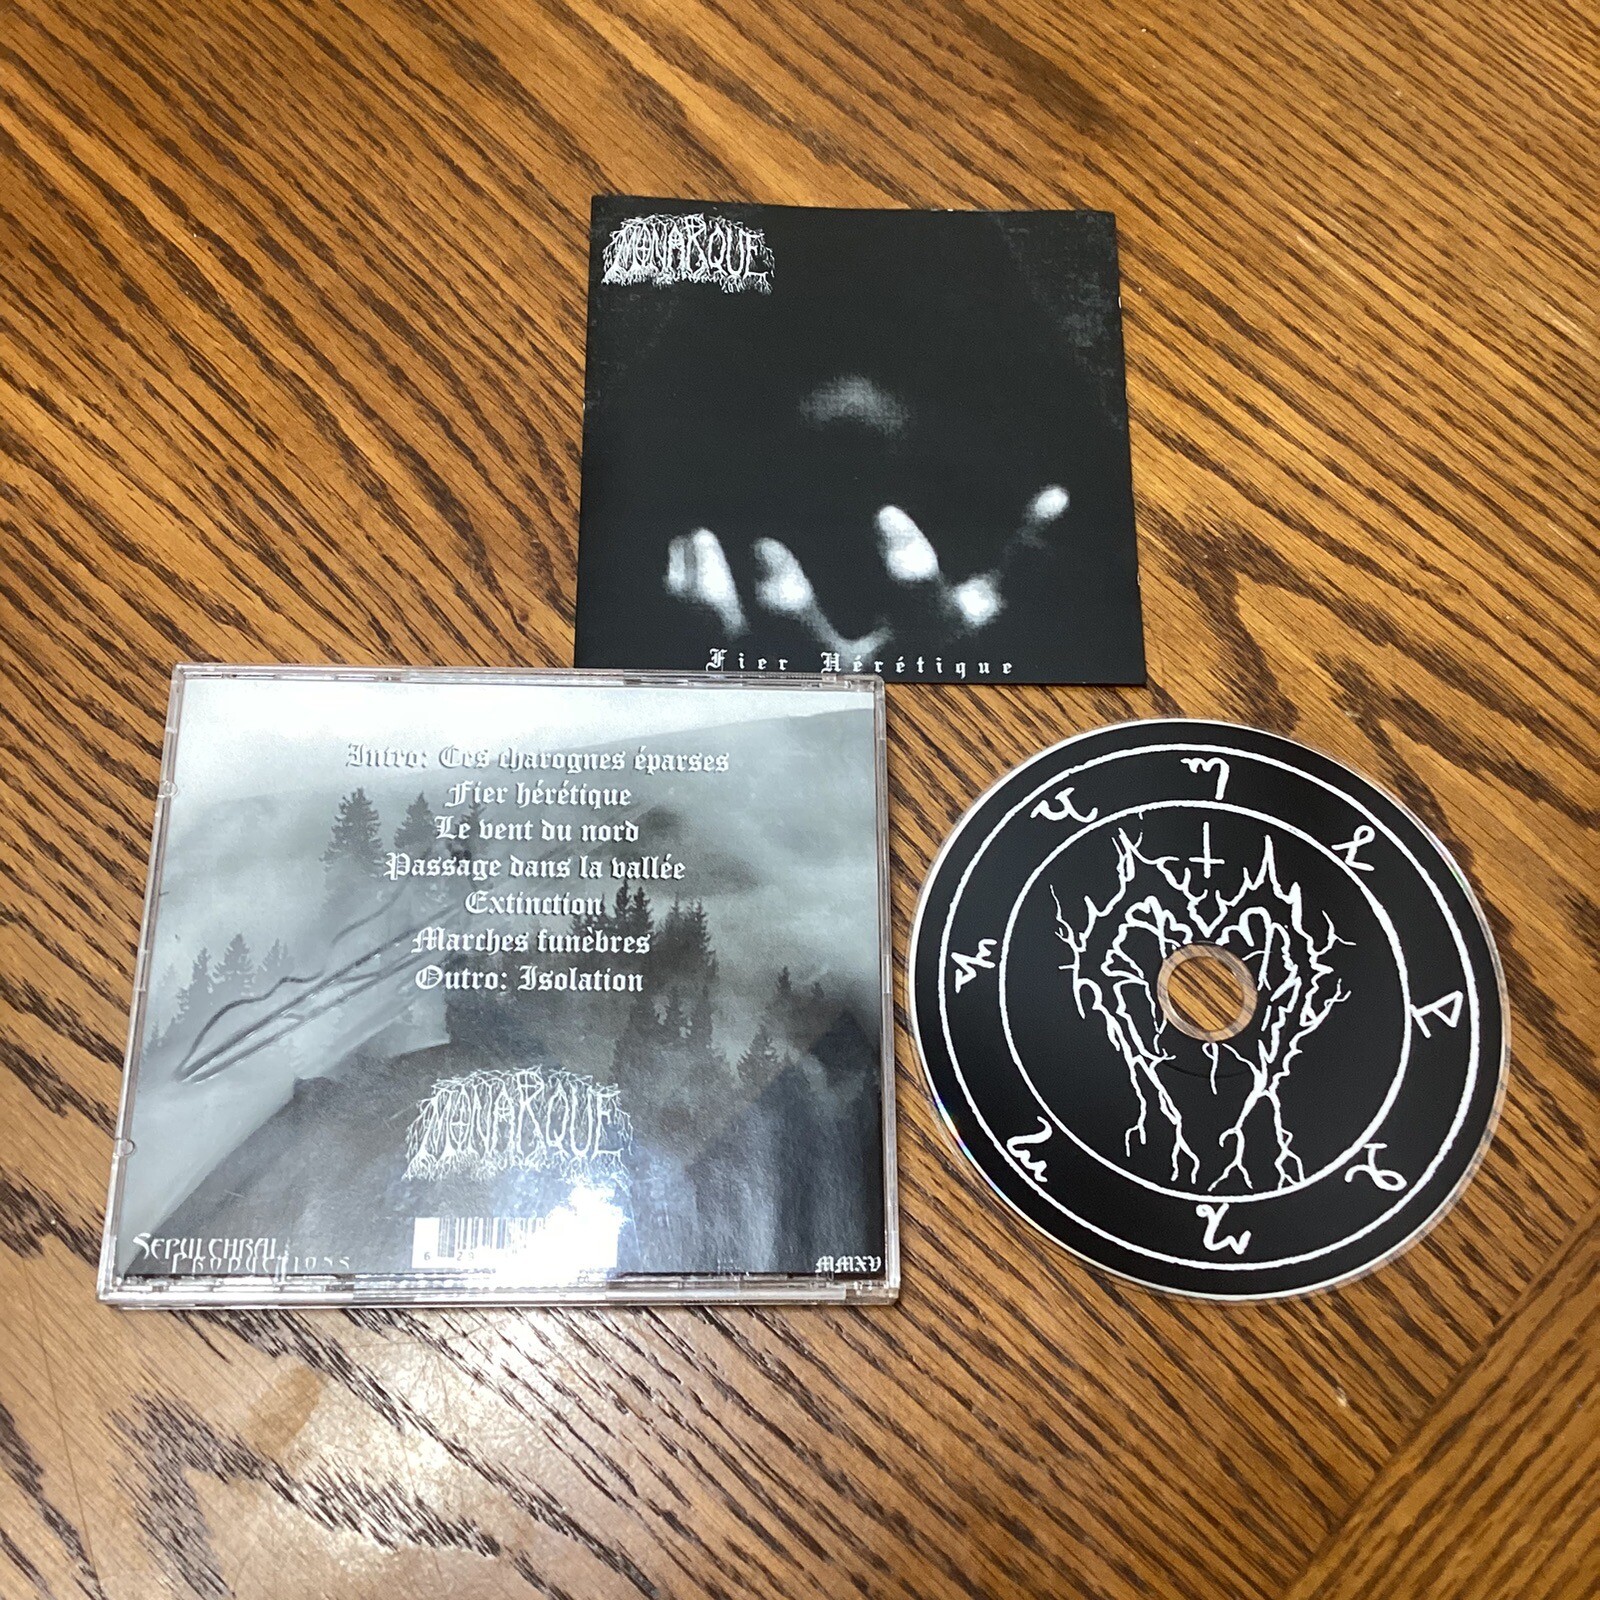 MONARQUE
Fier Hérétique
Intro: Ces charognes éparses
Fier hérétique
Le vent du nord
Passage dans la vallée
Extinction
Marches funèbres
Outro: Isolation
MONARQUE
SEPULCHRAL
PRODUCTIONS
MMXV